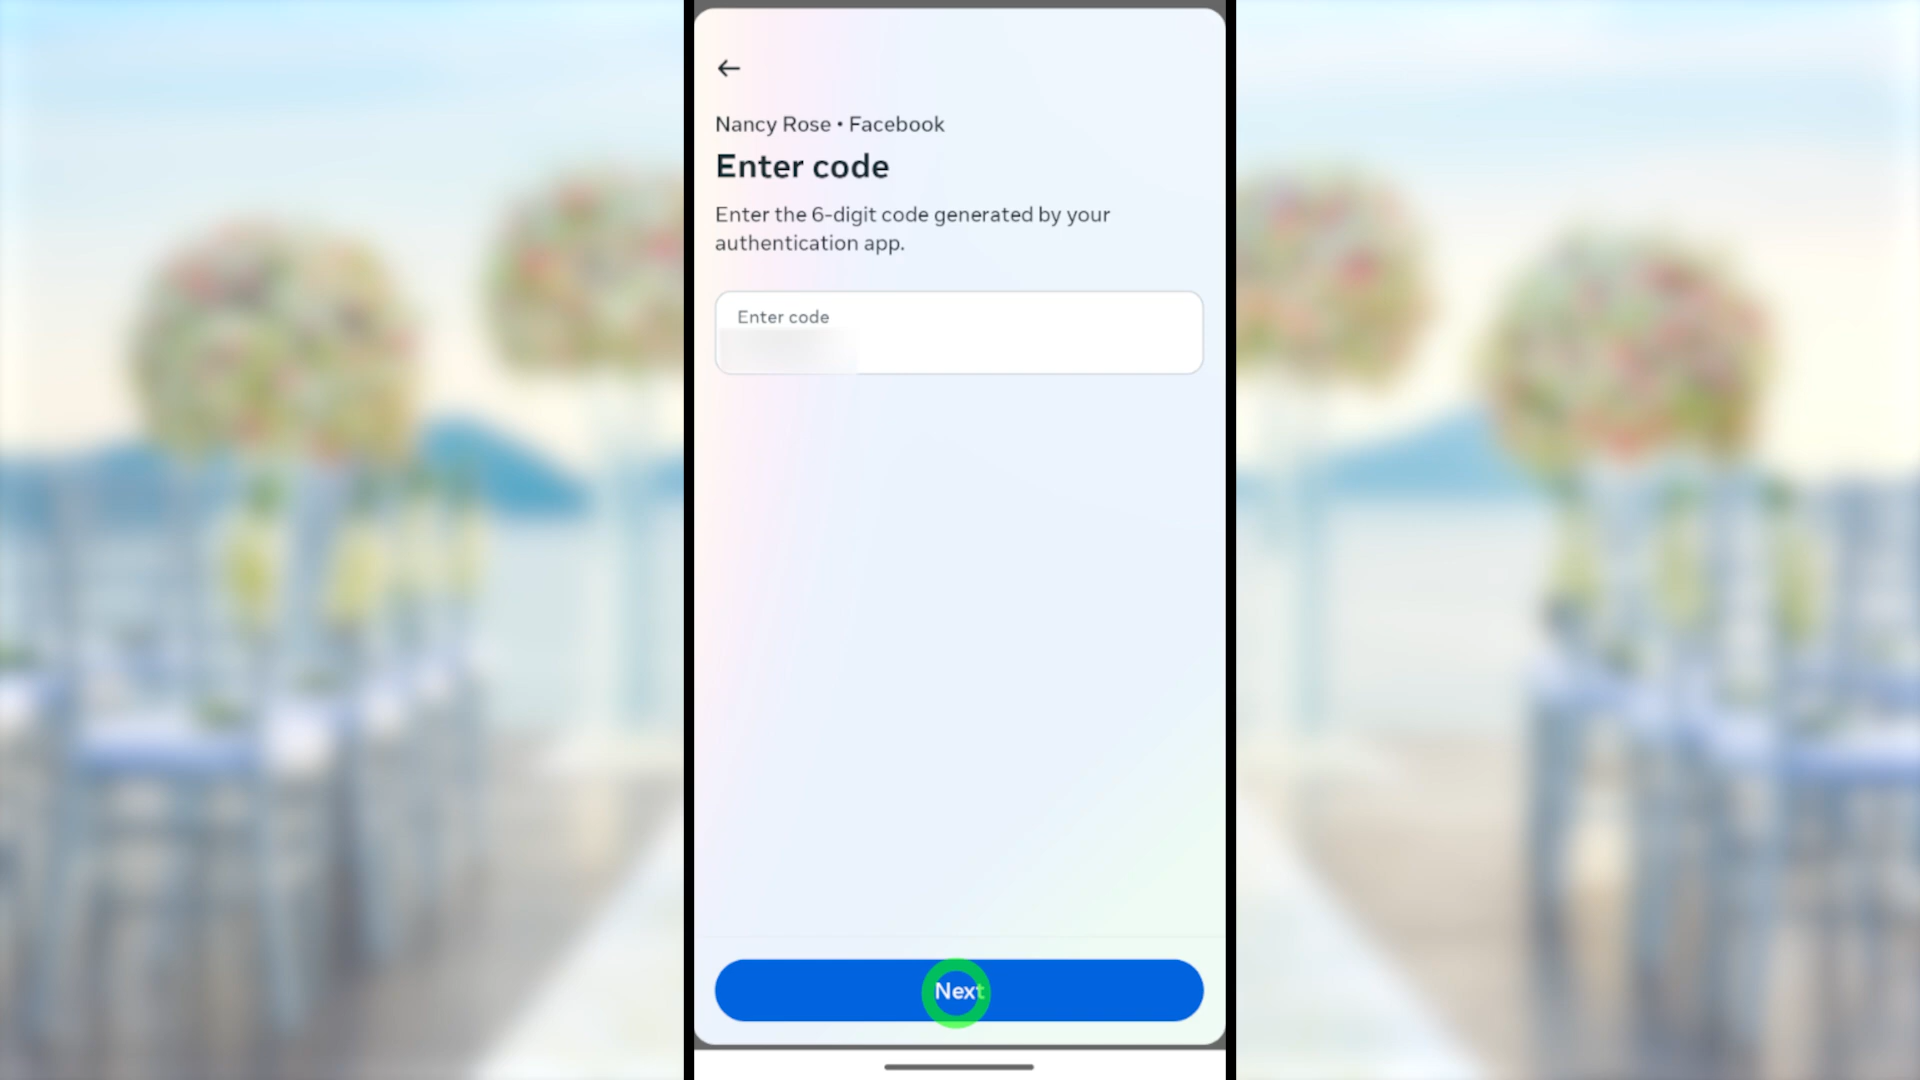 Nancy Rose • Facebook
Enter code
Enter the 6-digit code generated by your
authentication app.
Enter code
Next